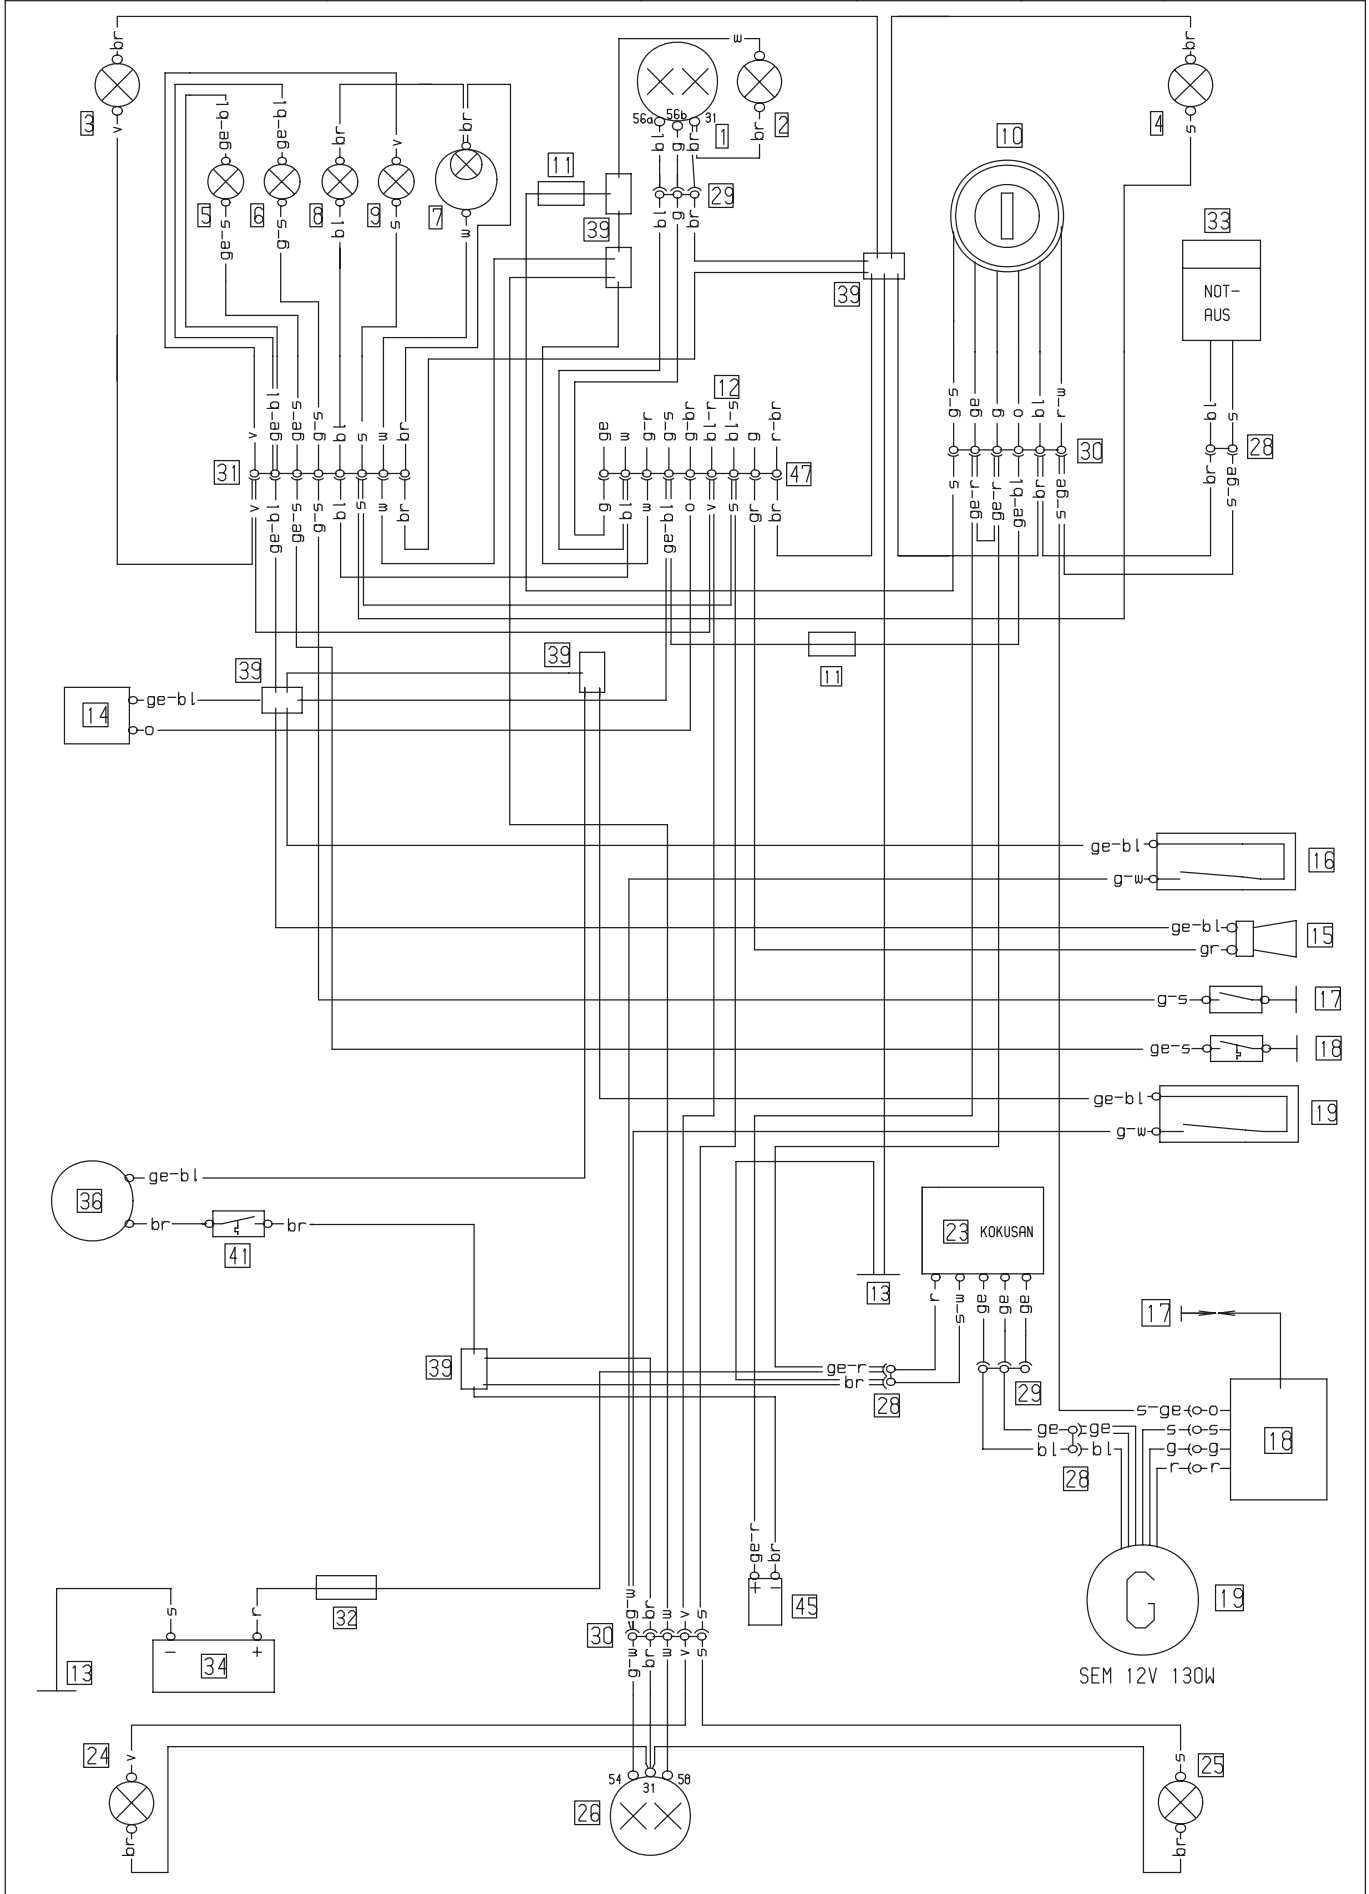 br
br
w
3
v
4
s
56a
56b
31
1
2
bl
g
br
br
ge-bl
ge-bl
br
v
br
10
5
6
8
9
7
11
29
ge-s
g-s
bl
s
w
bl
g
br
39
39
33
NOT-
AUS
12
v
ge-bl
ge-s
g-s
bl
s
w
br
ge
w
g-r
g-s
g-br
bl-r
bl-s
g
r-br
s-g-s
ge
g
o
bl
w-r-w
bl
s
31
47
30
28
v
ge-bl
ge-s
g-s
bl
s
w
br
g
bl
w
ge-bl
o
v
s
gr
br
s
ge-r
ge-r
ge-bl
br
s-ge-s
br
s-ge
39
39
11
14
ge-bl
o
ge-bl
16
g-w
ge-bl
15
gr
g-s
17
ge-s
18
ge-bl
19
g-w
36
ge-bl
br
br
41
23
KOKUSAN
13
r
w-s
ge
ge
ge
17
39
ge-r
br
28
29
s-ge
o
ge
ge
s
s
18
bl
bl
g
g
28
r
r
ge-r
br
+
-
45
G
19
SEM 12V 130W
s
r
32
-
34
+
13
30
g-w
br
w
v
s
g-w
br
w
v
s
24
v
54
31
58
26
25
s
br
br